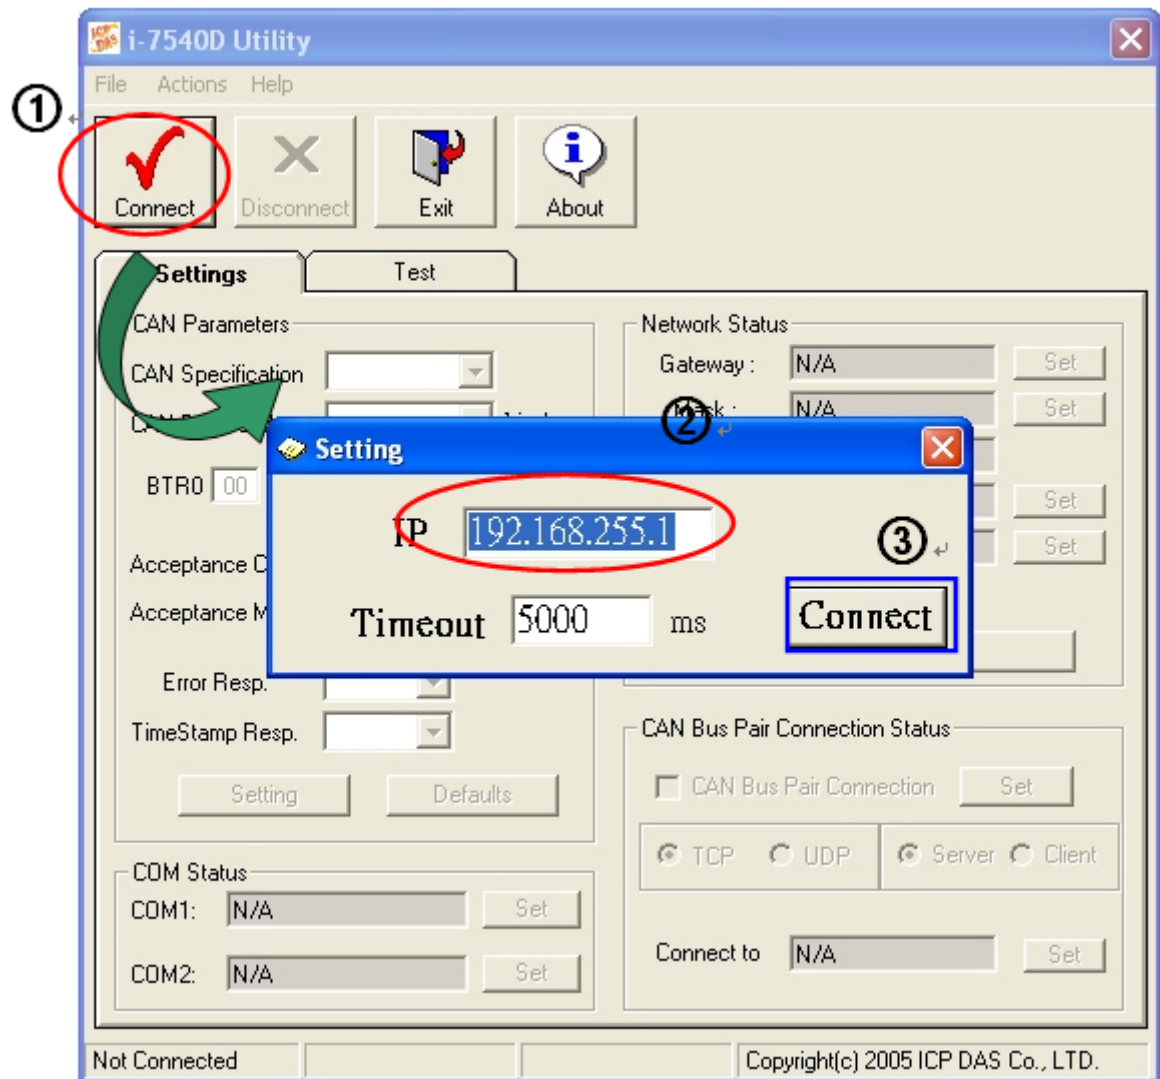 i-7540D Utility
File Actions Help
①
Connect Disconnect Exit About
Settings Test
CAN Parameters
CAN Specification
BTR0 00
Acceptance
Acceptance
Error Resp.
TimeStamp Resp.
Setting Defaults
COM Status
COM1: N/A Set
COM2: N/A Set
Network Status
Gateway : N/A Set
Mask : N/A Set
Set
Set
②
Setting
IP 192.168.255.1
③
Timeout 5000 ms Connect
CAN Bus Pair Connection Status
CAN Bus Pair Connection Set
TCP UDP Server Client
Connect to N/A Set
Not Connected
Copyright(c) 2005 ICP DAS Co., LTD.